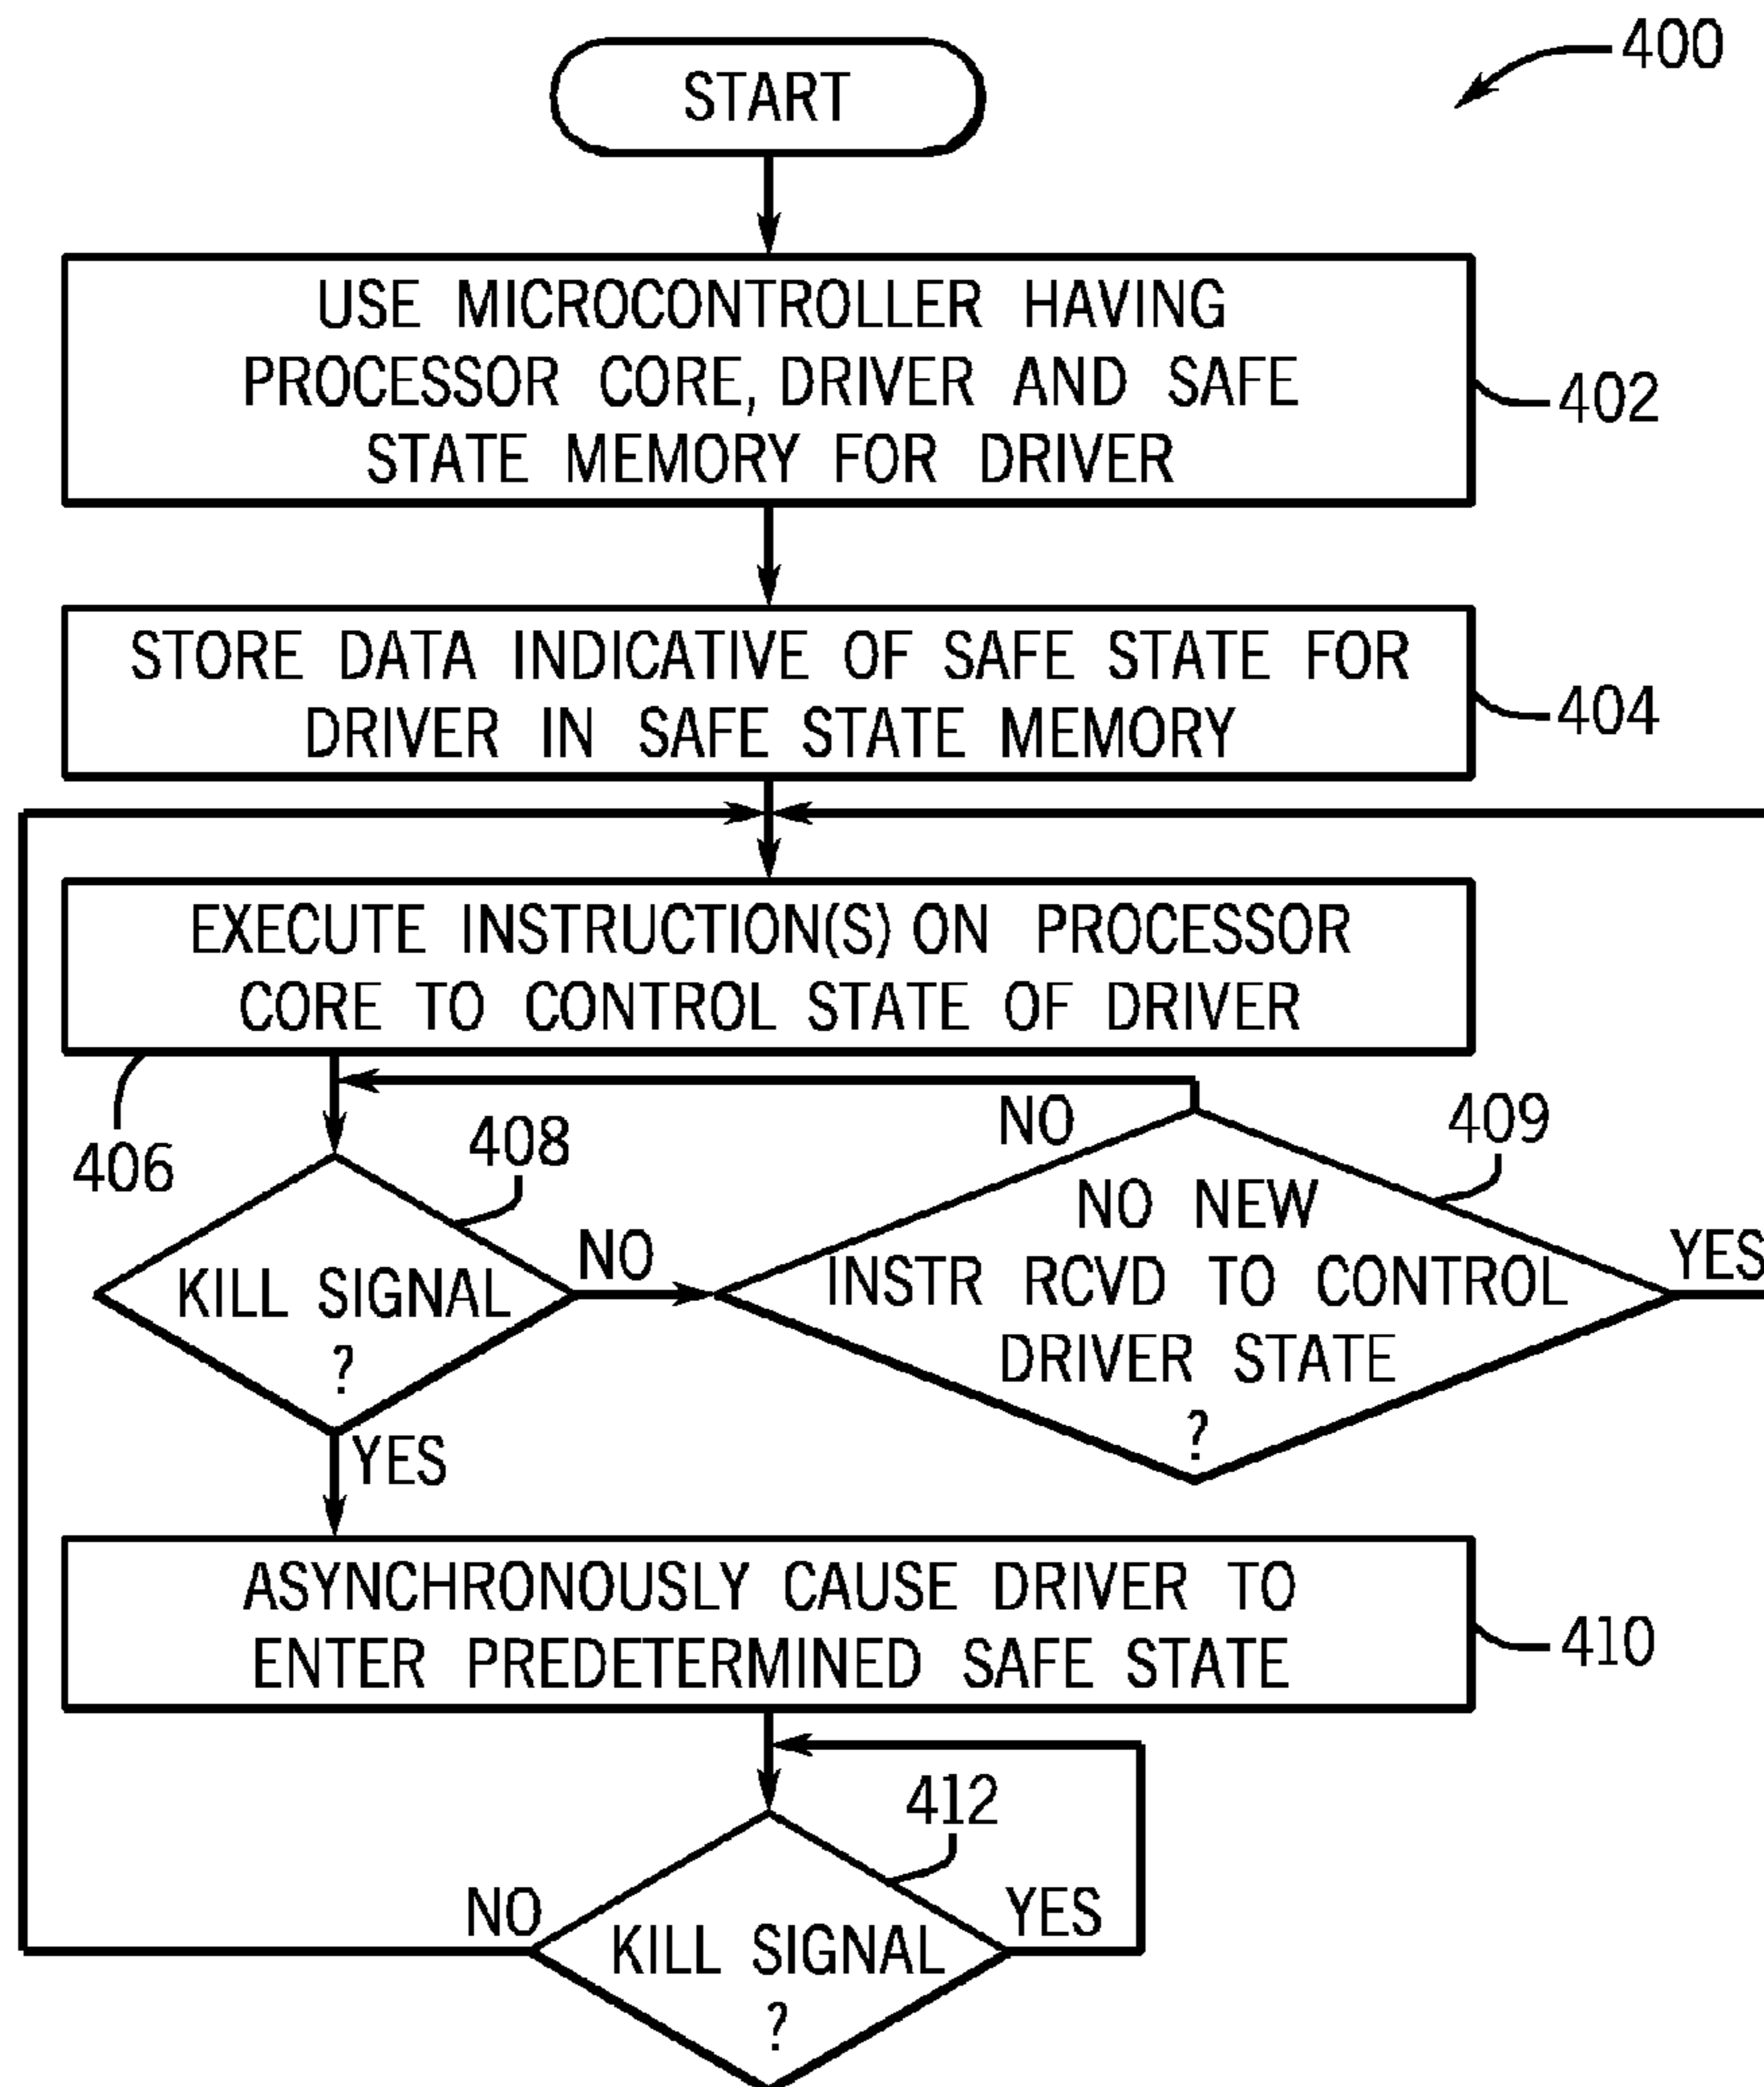 400
START
USE MICROCONTROLLER HAVING
PROCESSOR CORE, DRIVER AND SAFE
STATE MEMORY FOR DRIVER
402
STORE DATA INDICATIVE OF SAFE STATE FOR
DRIVER IN SAFE STATE MEMORY
404
EXECUTE INSTRUCTION(S) ON PROCESSOR
CORE TO CONTROL STATE OF DRIVER
406
408
KILL SIGNAL
?
NO
YES
409
NO
NO NEW
INSTR RCVD TO CONTROL
DRIVER STATE
?
YES
ASYNCHRONOUSLY CAUSE DRIVER TO
ENTER PREDETERMINED SAFE STATE
410
412
NO
KILL SIGNAL
?
YES